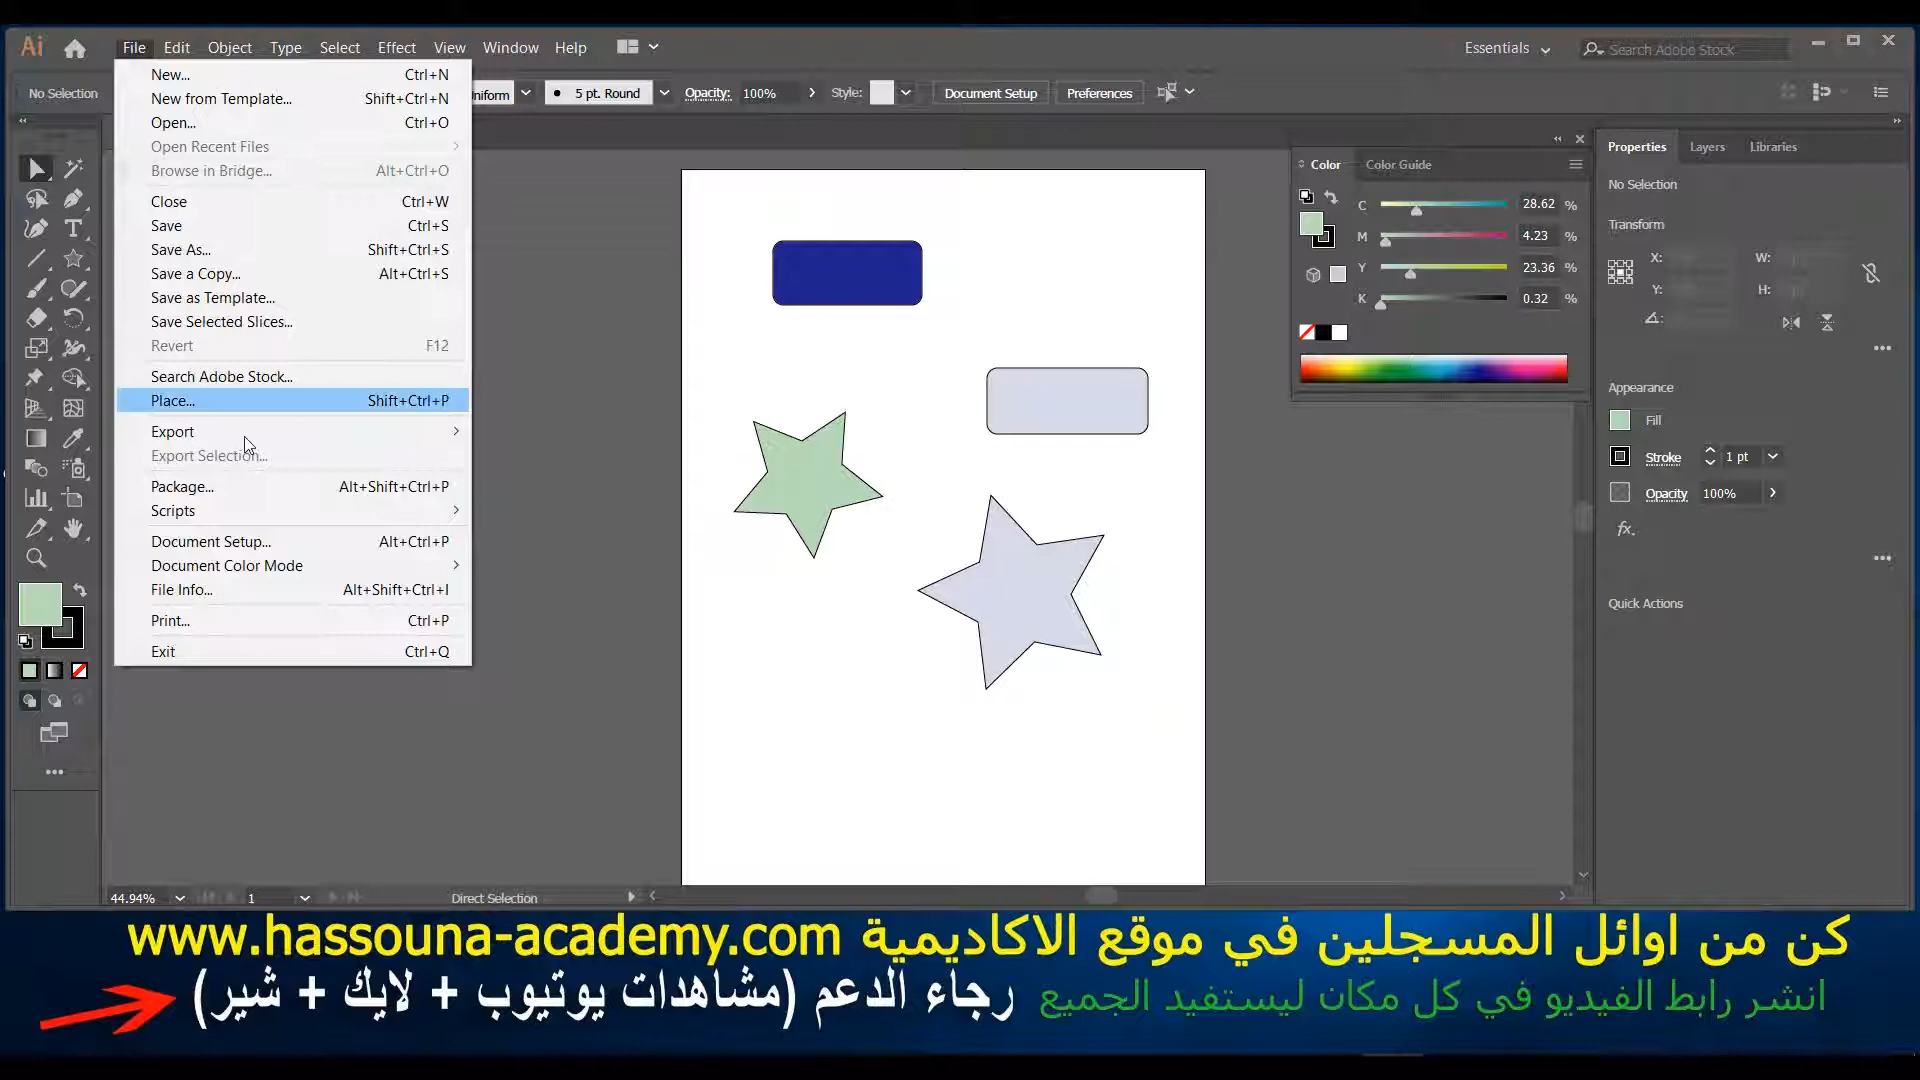 Ai File Edit Object Type Select Effect View Window Help
Essentials
Search Adobe Stock
No Selection
5 pt. Round
Opacity: 100%
Style:
Document Setup
Preferences
New... Ctrl+N
New from Template... Shift+Ctrl+N
Open... Ctrl+O
Open Recent Files
Browse in Bridge... Alt+Ctrl+O
Close Ctrl+W
Save Ctrl+S
Save As... Shift+Ctrl+S
Save a Copy... Alt+Ctrl+S
Save as Template...
Save Selected Slices...
Revert F12
Search Adobe Stock...
Place... Shift+Ctrl+P
Export
Export Selection...
Package... Alt+Shift+Ctrl+P
Scripts
Document Setup... Alt+Ctrl+P
Document Color Mode
File Info... Alt+Shift+Ctrl+I
Print... Ctrl+P
Exit Ctrl+Q
Color Color Guide
C 28.62 %
M 4.23 %
Y 23.36 %
K 0.32 %
Properties Layers Libraries
No Selection
Transform
X: W:
Y: H:
Appearance
Fill
Stroke 1 pt
Opacity 100%
fx.
Quick Actions
44.94% 1 Direct Selection
كن من اوائل المسجلين في موقع الاكاديمية www.hassouna-academy.com
انشر رابط الفيديو في كل مكان ليستفيد الجميع رجاء الدعم (مشاهدات يوتيوب + لايك + شير)